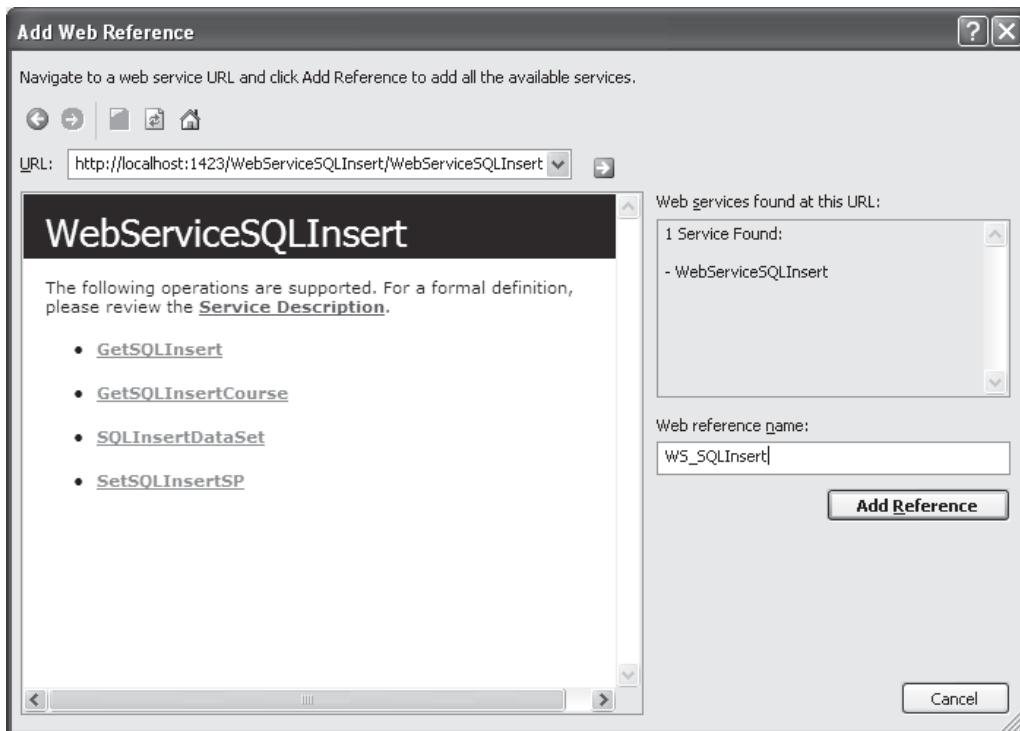 Add Web Reference
Navigate to a web service URL and click Add Reference to add all the available services.
URL: http://localhost:1423/WebServiceSQLInsert/WebServiceSQLInsert
WebServiceSQLInsert
The following operations are supported. For a formal definition,
please review the Service Description.
• GetSQLInsert
• GetSQLInsertCourse
• SQLInsertDataSet
• SetSQLInsertSP
Web services found at this URL:
1 Service Found:
- WebServiceSQLInsert
Web reference name:
WS_SQLInsert
Add Reference
Cancel